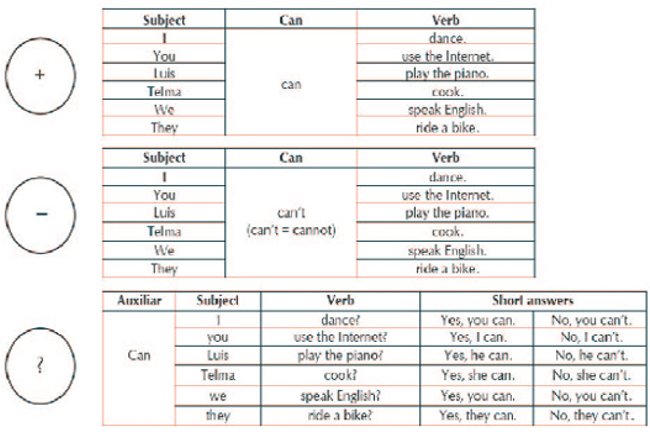 +
Subject Can Verb
I dance.
You use the Internet.
Luis play the piano.
can
Telma cook.
We speak English.
They ride a bike.
−
Subject Can Verb
I dance.
You use the Internet.
Luis can't play the piano.
Telma (can't = cannot) cook.
We speak English.
They ride a bike.
?
Auxiliar Subject Verb Short answers
I dance? Yes, you can. No, you can't.
you use the Internet? Yes, I can. No, I can't.
Can Luis play the piano? Yes, he can. No, he can't.
Telma cook? Yes, she can. No, she can't.
we speak English? Yes, you can. No, you can't.
they ride a bike? Yes, they can. No, they can't.